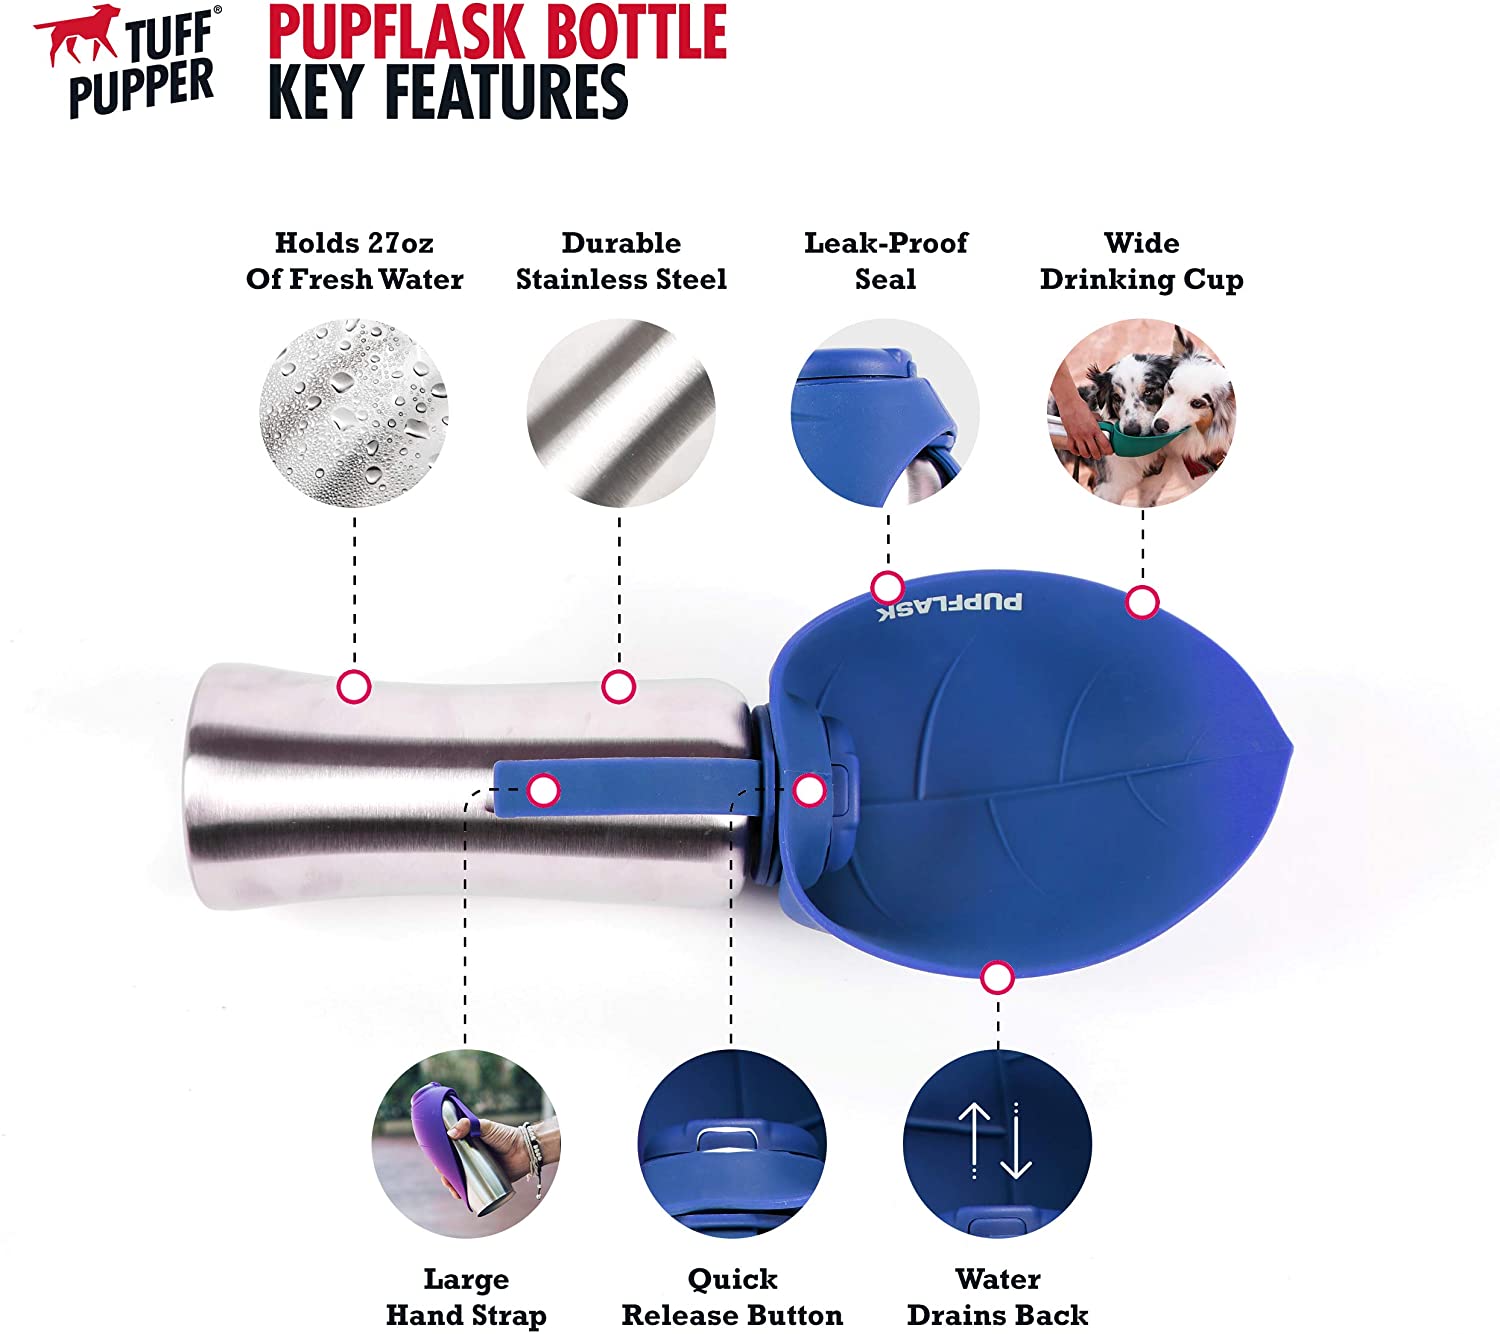 TUFF®
PUPPER
PUPFLASK BOTTLE
KEY FEATURES
Holds 27oz
Of Fresh Water
Durable
Stainless Steel
Leak-Proof
Seal
Wide
Drinking Cup
PUPFLASK
Large
Hand Strap
Quick
Release Button
Water
Drains Back